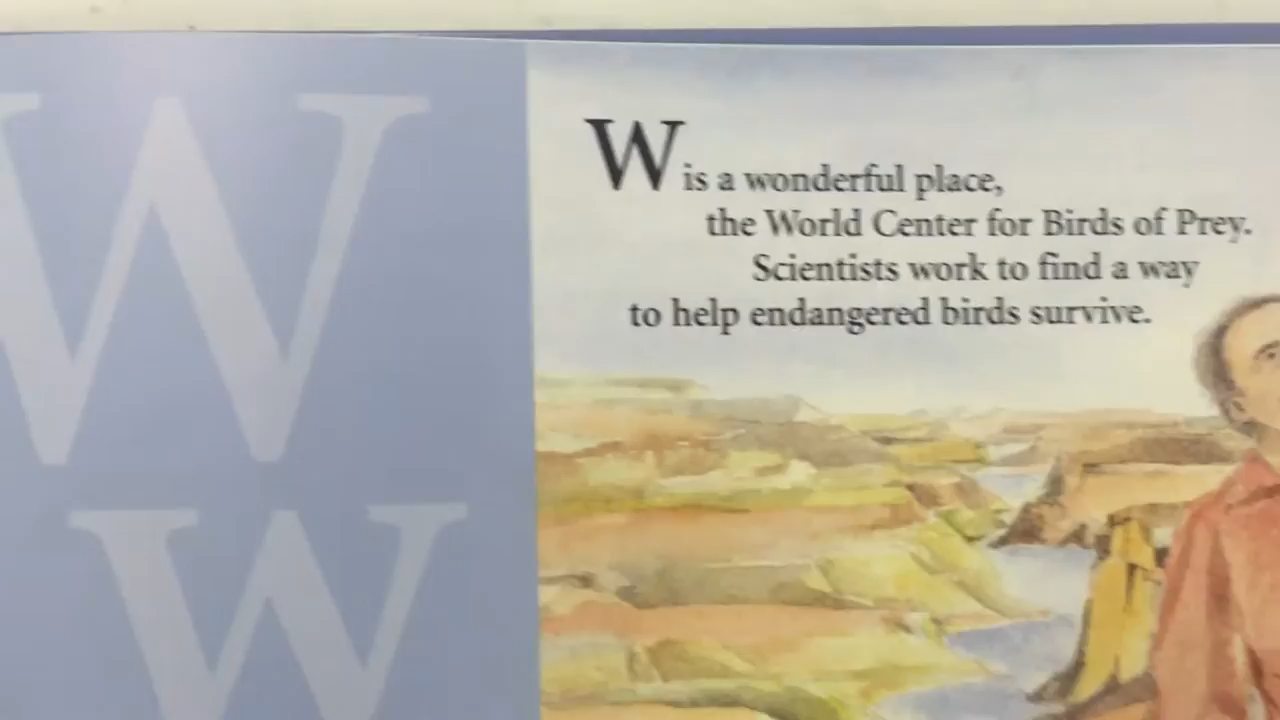 W
w
W is a wonderful place,
the World Center for Birds of Prey.
Scientists work to find a way
to help endangered birds survive.